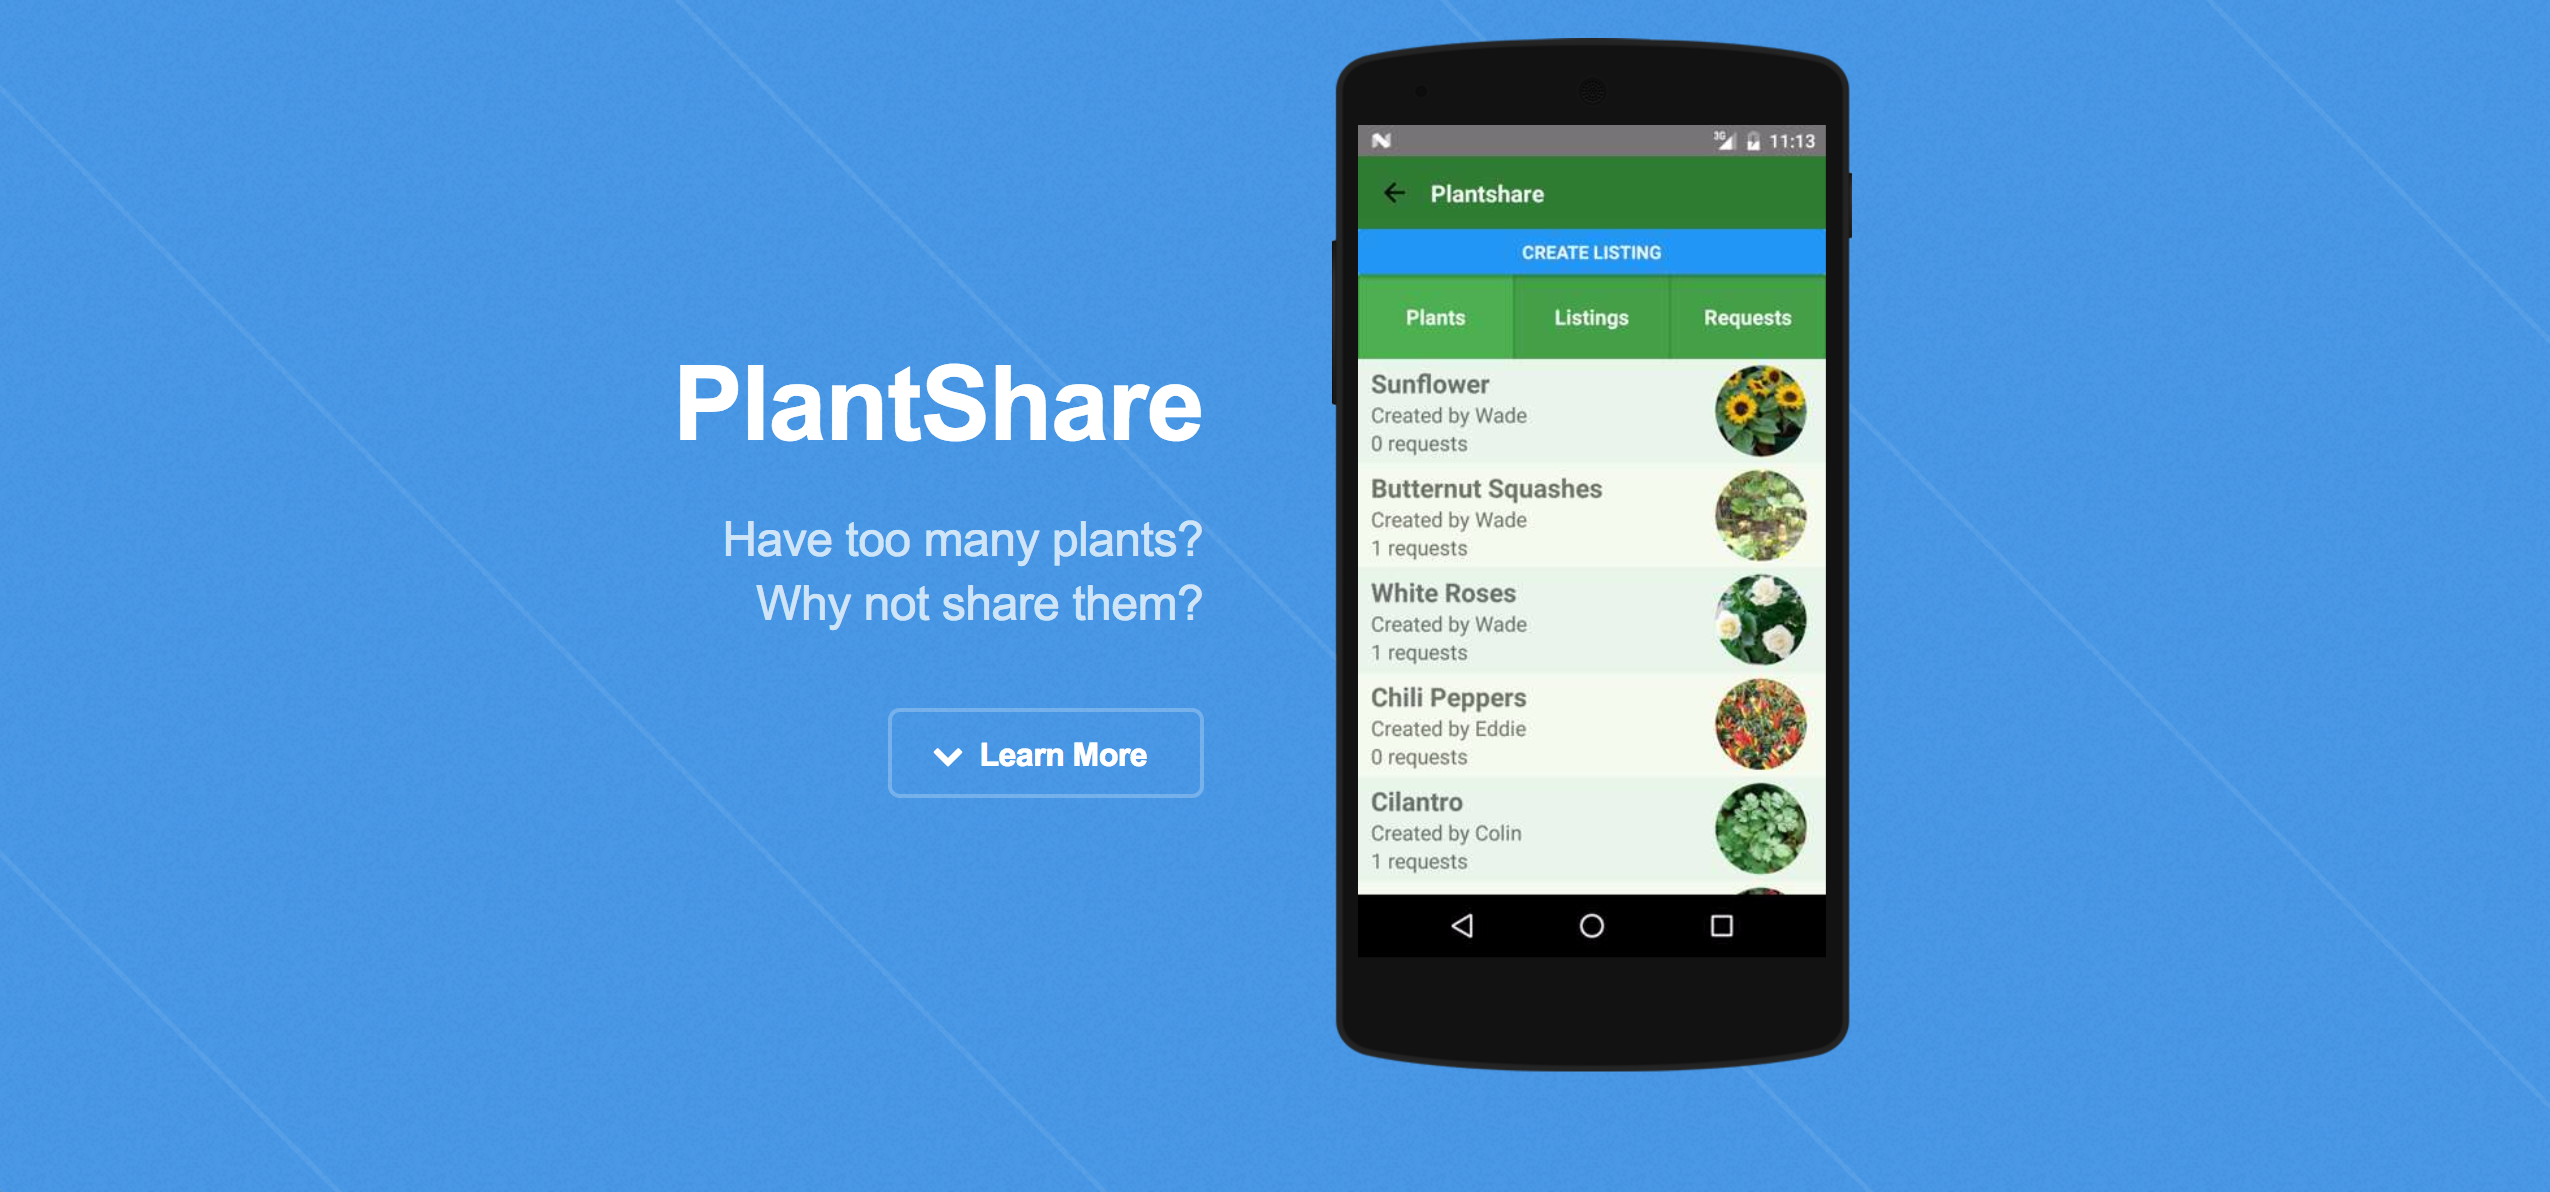 PlantShare
Have too many plants?
Why not share them?
Learn More
3G 11:13
Plantshare
CREATE LISTING
Plants Listings Requests
Sunflower
Created by Wade
0 requests
Butternut Squashes
Created by Wade
1 requests
White Roses
Created by Wade
1 requests
Chili Peppers
Created by Eddie
0 requests
Cilantro
Created by Colin
1 requests